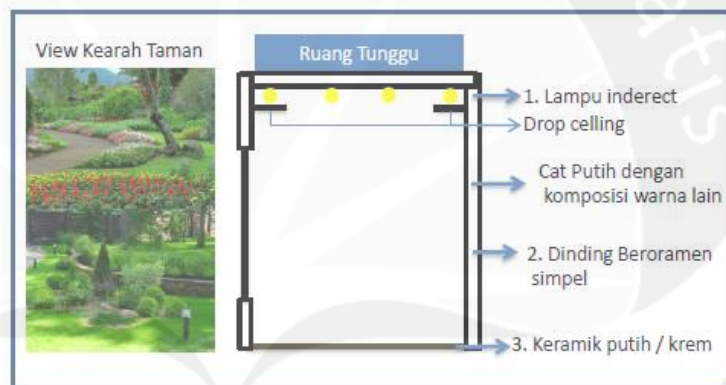 View Kearah Taman
Ruang Tunggu
1. Lampu inderect
Drop celling
Cat Putih dengan
komposisi warna lain
2. Dinding Beroramen
simpel
3. Keramik putih / krem